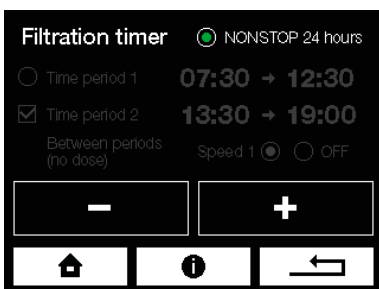 Filtration timer NONSTOP 24 hours
Time period 1 07:30 → 12:30
Time period 2 13:30 → 19:00
Between periods Speed 1 OFF
(no dose)